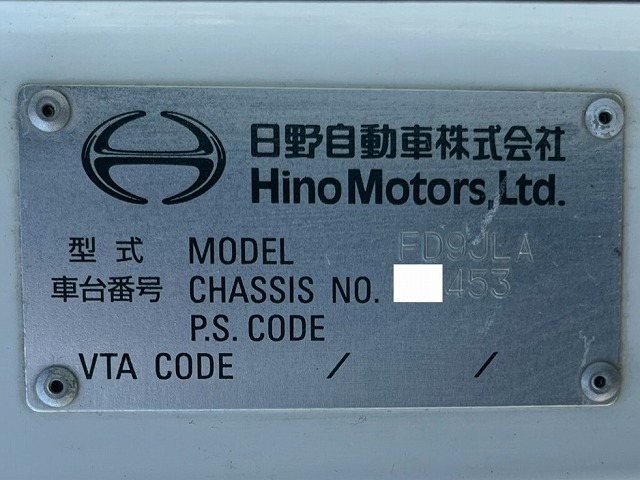 日野自動車株式会社
Hino Motors, Ltd.
型式 MODEL FD9JLA
車台番号 CHASSIS NO. 453
P.S. CODE
VTA CODE / /